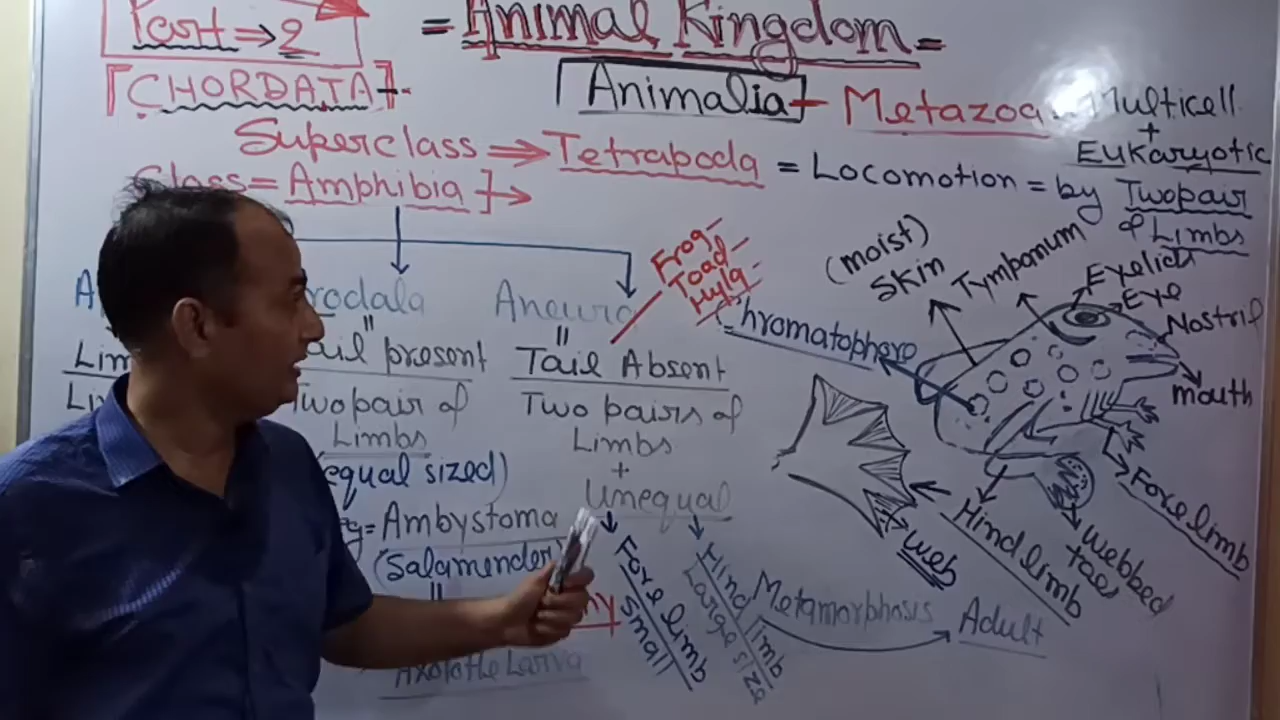 Part ⇒ 2
= Animal Kingdom =
[CHORDATA]-
Animalia - Metazoa - Multicell
+
Eukaryotic
Superclass ⇒ Tetrapoda = Locomotion = by Twopair
of Limbs
Class = Amphibia] →
Aneura
Frog -
Toad -
Hyla -
Tail present
Two pair of
Limbs
(equal sized)
eg = Ambystoma
(Salamender)
"
Axolotle Larva
"
Tail Absent
Two pairs of
Limbs
+
Unequal
Fore limb
small
Hind limb
Large size
Metamorphosis
Adult
(moist)
Skin
Tympanum
Eyelid
Eye
Nostril
mouth
Chromatophore
Fore limb
Webbed
toes
Hind limb
web